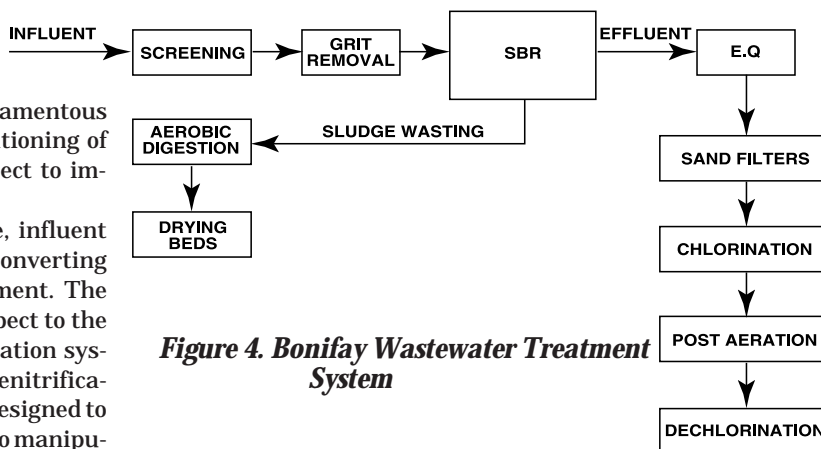 INFLUENT
SCREENING
GRIT
REMOVAL
SBR
EFFLUENT
E.Q
SLUDGE WASTING
AEROBIC
DIGESTION
DRYING
BEDS
SAND FILTERS
CHLORINATION
POST AERATION
DECHLORINATION
amentous
tioning of
ect to im-
e, influent
onverting
ment. The
pect to the
ation sys-
enitrifica-
esigned to
o manipu-
Figure 4. Bonifay Wastewater Treatment
System